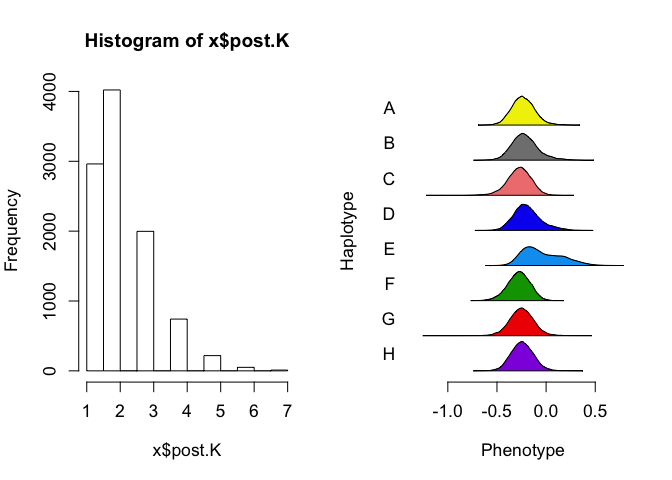 Histogram of x$post.K
Frequency
0
1000
2000
3000
4000
1 2 3 4 5 6 7
x$post.K
Haplotype
A
B
C
D
E
F
G
H
-1.0 -0.5 0.0 0.5
Phenotype